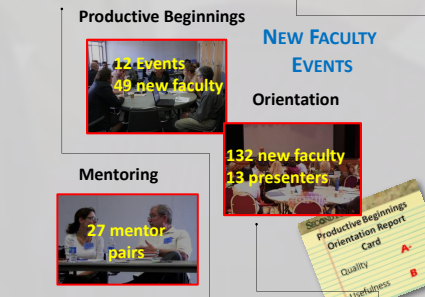 Productive Beginnings
NEW FACULTY
EVENTS
12 Events
49 new faculty
Orientation
132 new faculty
13 presenters
Mentoring
27 mentor
pairs
Productive Beginnings
Orientation Report
Card
Quality
A-
Usefulness
B